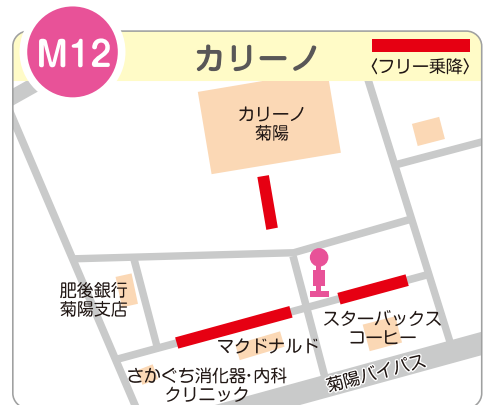 M12
カリーノ
〈フリー乗降〉
カリーノ
菊陽
肥後銀行
菊陽支店
スターバックス
コーヒー
マクドナルド
さかぐち消化器・内科
クリニック
菊陽バイパス